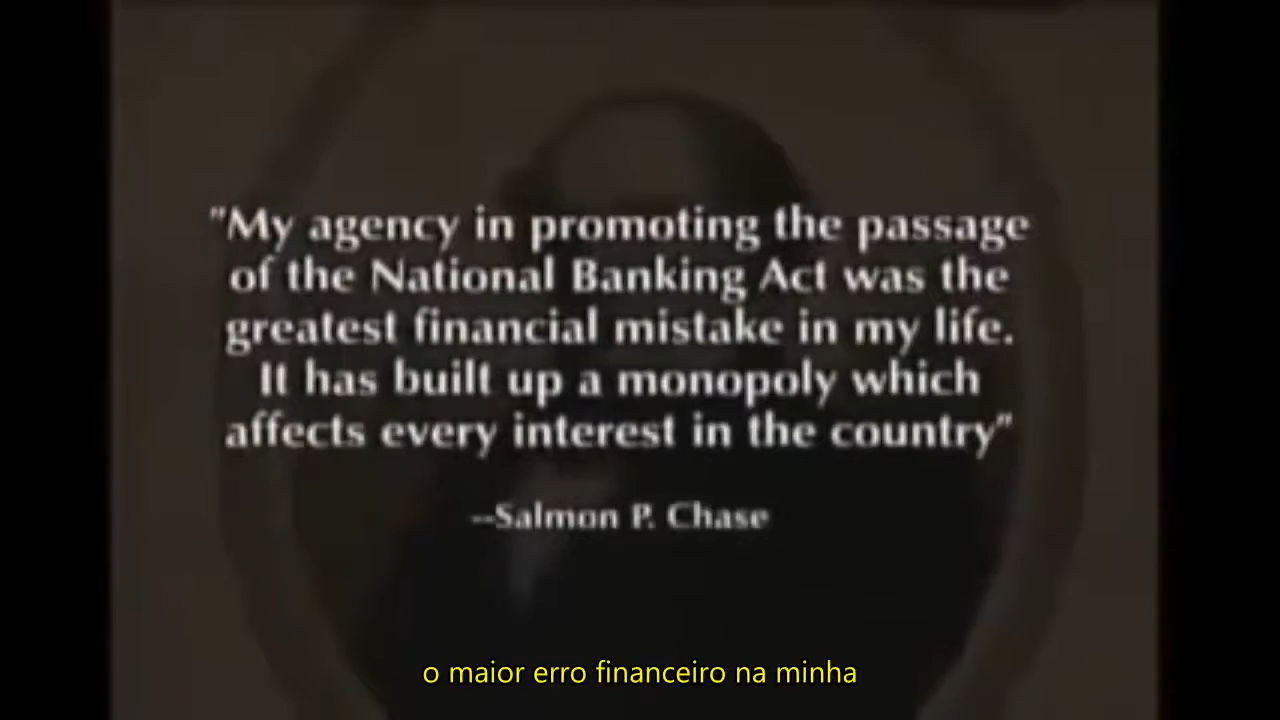 "My agency in promoting the passage
of the National Banking Act was the
greatest financial mistake in my life.
It has built up a monopoly which
affects every interest in the country"
--Salmon P. Chase
o maior erro financeiro na minha